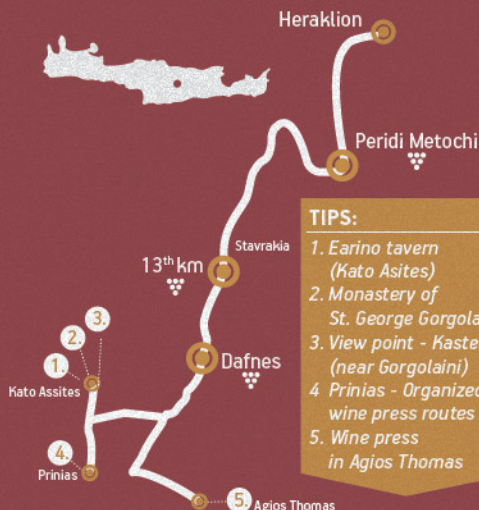 Heraklion
Peridi Metochi
Stavrakia
13th km
Dafnes
3.
2.
1.
Kato Assites
4.
Prinias
5.
Agios Thomas
TIPS:
1. Earino tavern
(Kato Asites)
2. Monastery of
St. George Gorgola
3. View point - Kaste
(near Gorgolaini)
4 Prinias - Organized
wine press routes
5. Wine press
in Agios Thomas